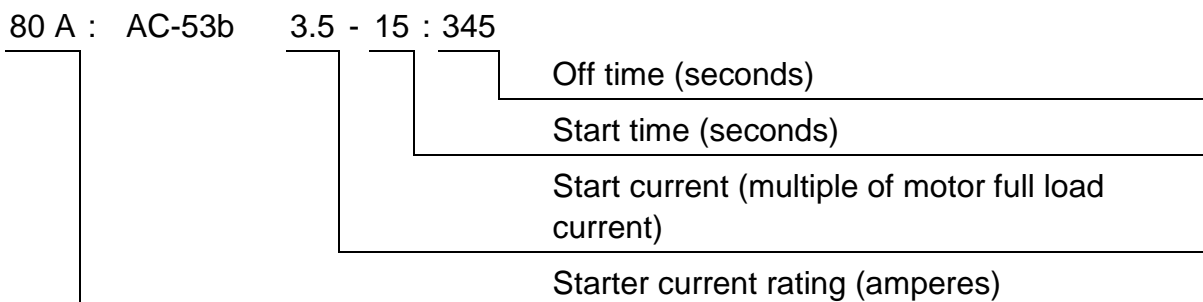 80 A : AC-53b 3.5 - 15 : 345
Off time (seconds)
Start time (seconds)
Start current (multiple of motor full load
current)
Starter current rating (amperes)